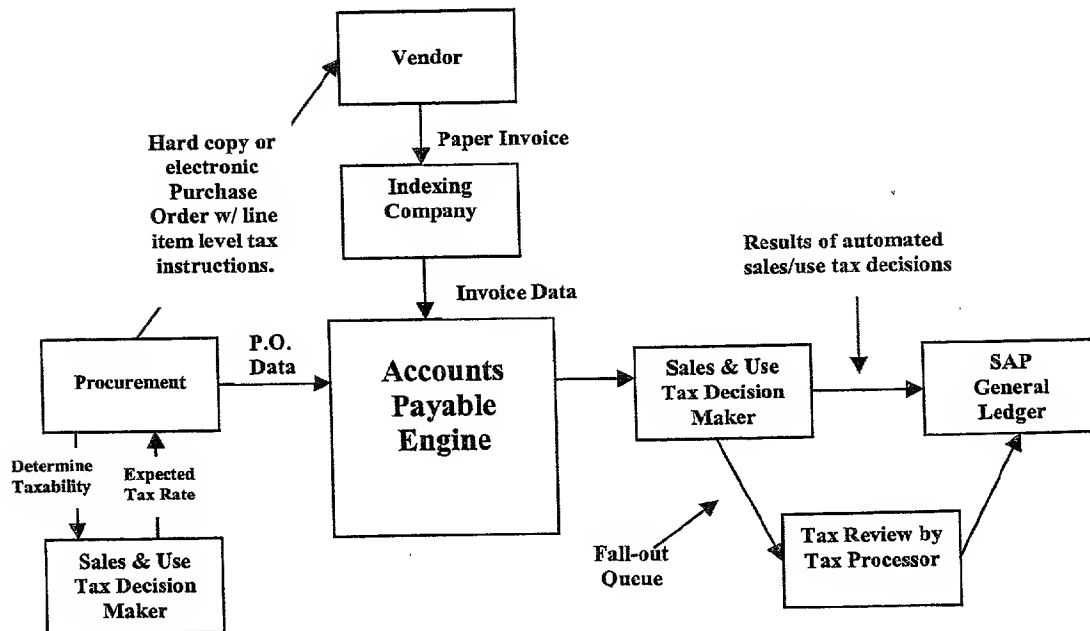 Vendor
Hard copy or
electronic
Purchase
Order w/ line
item level tax
instructions.
Paper Invoice
Indexing
Company
Invoice Data
Results of automated
sales/use tax decisions
Procurement
P.O.
Data
Accounts
Payable
Engine
Sales & Use
Tax Decision
Maker
SAP
General
Ledger
Determine
Taxability
Expected
Tax Rate
Sales & Use
Tax Decision
Maker
Fall-out
Queue
Tax Review by
Tax Processor